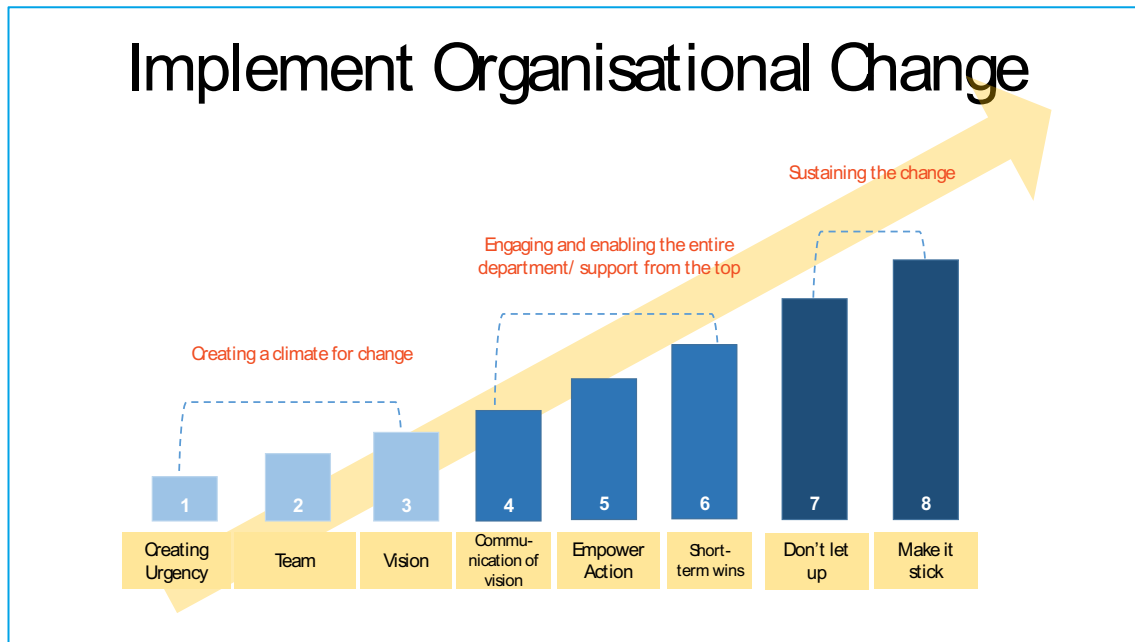 Implement Organisational Change
Sustaining the change
Engaging and enabling the entire
department/ support from the top
Creating a climate for change
1
2
3
4
5
6
7
8
Creating
Urgency
Team
Vision
Commu-
nication of
vision
Empower
Action
Short-
term wins
Don't let
up
Make it
stick